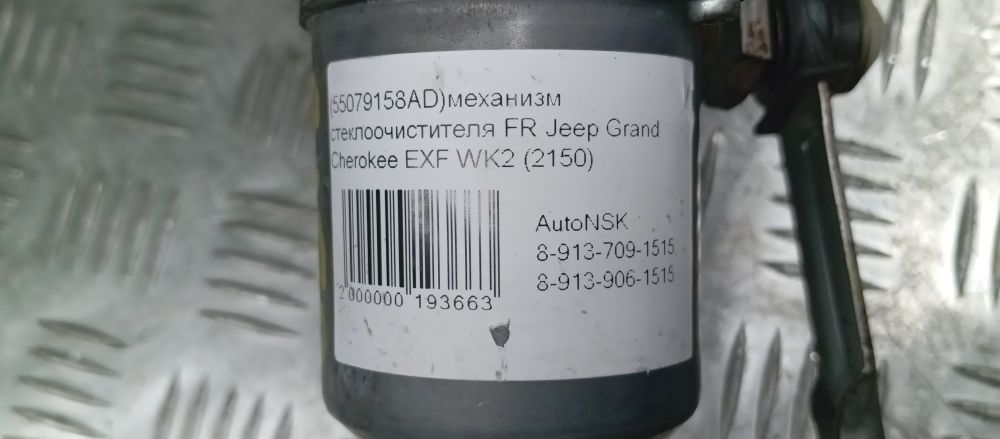 (55079158AD)механизм
стеклоочистителя FR Jeep Grand
Cherokee EXF WK2 (2150)
AutoNSK
8-913-709-1515
8-913-906-1515
2 000000 193663